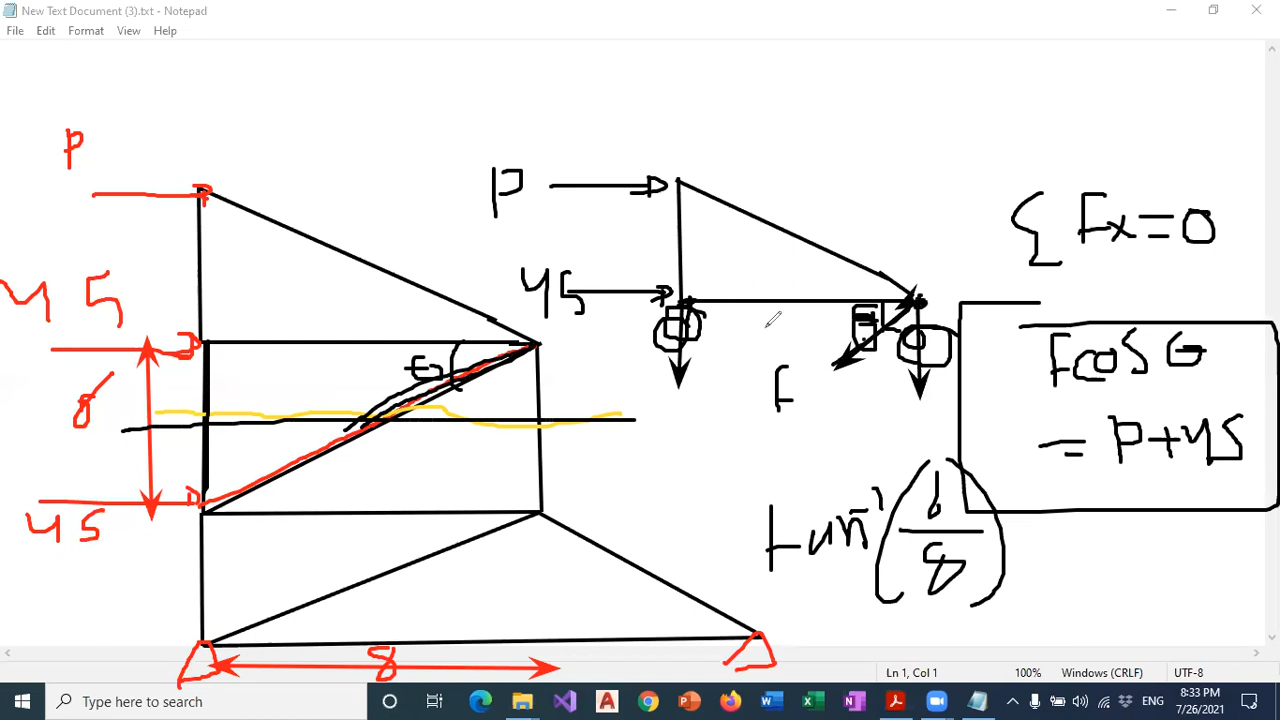 New Text Document (3).txt - Notepad
File Edit Format View Help
P
45
6
45
8
P
45
F
ΣFx=0
Fcosθ
= P+45
tan⁻¹(6/8)
Ln 1, Col 1 100% Windows (CRLF) UTF-8
Type here to search
ENG
8:33 PM
7/26/2021